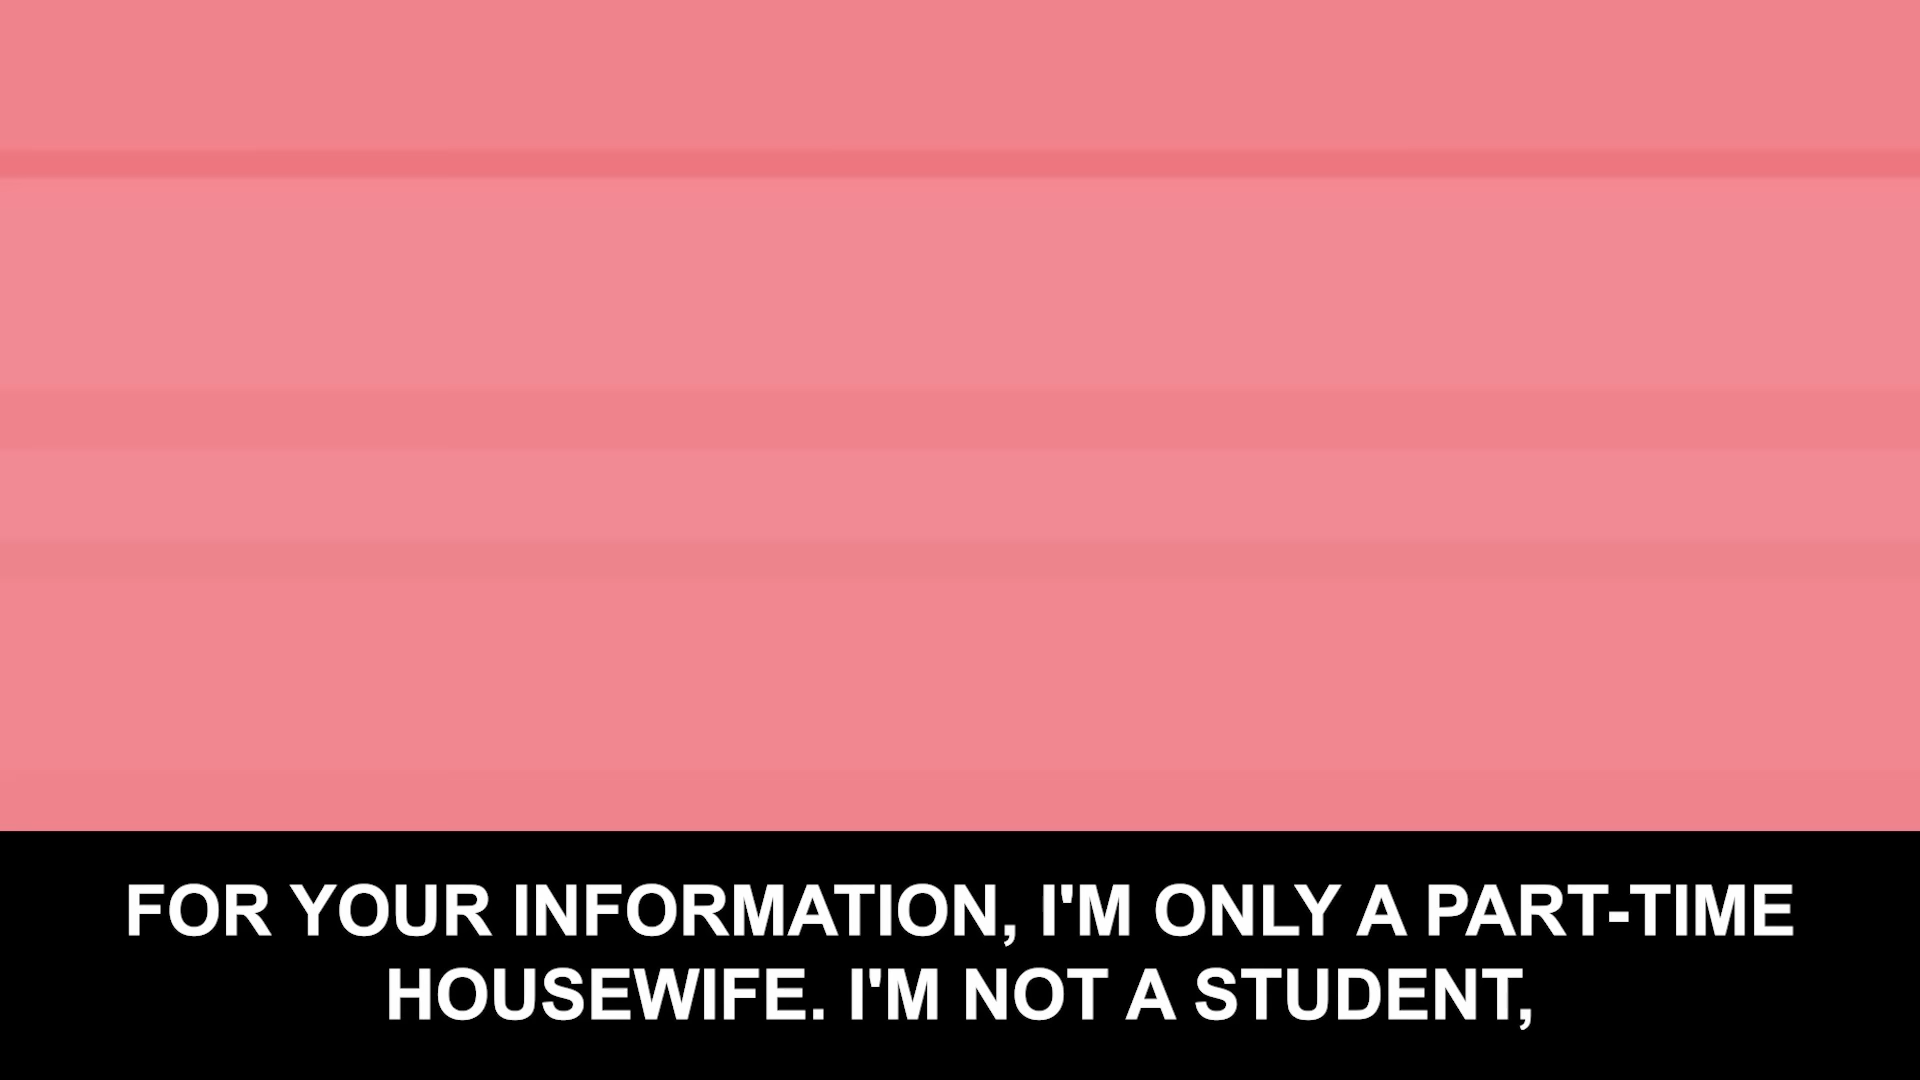 FOR YOUR INFORMATION, I'M ONLY A PART-TIME
HOUSEWIFE. I'M NOT A STUDENT,